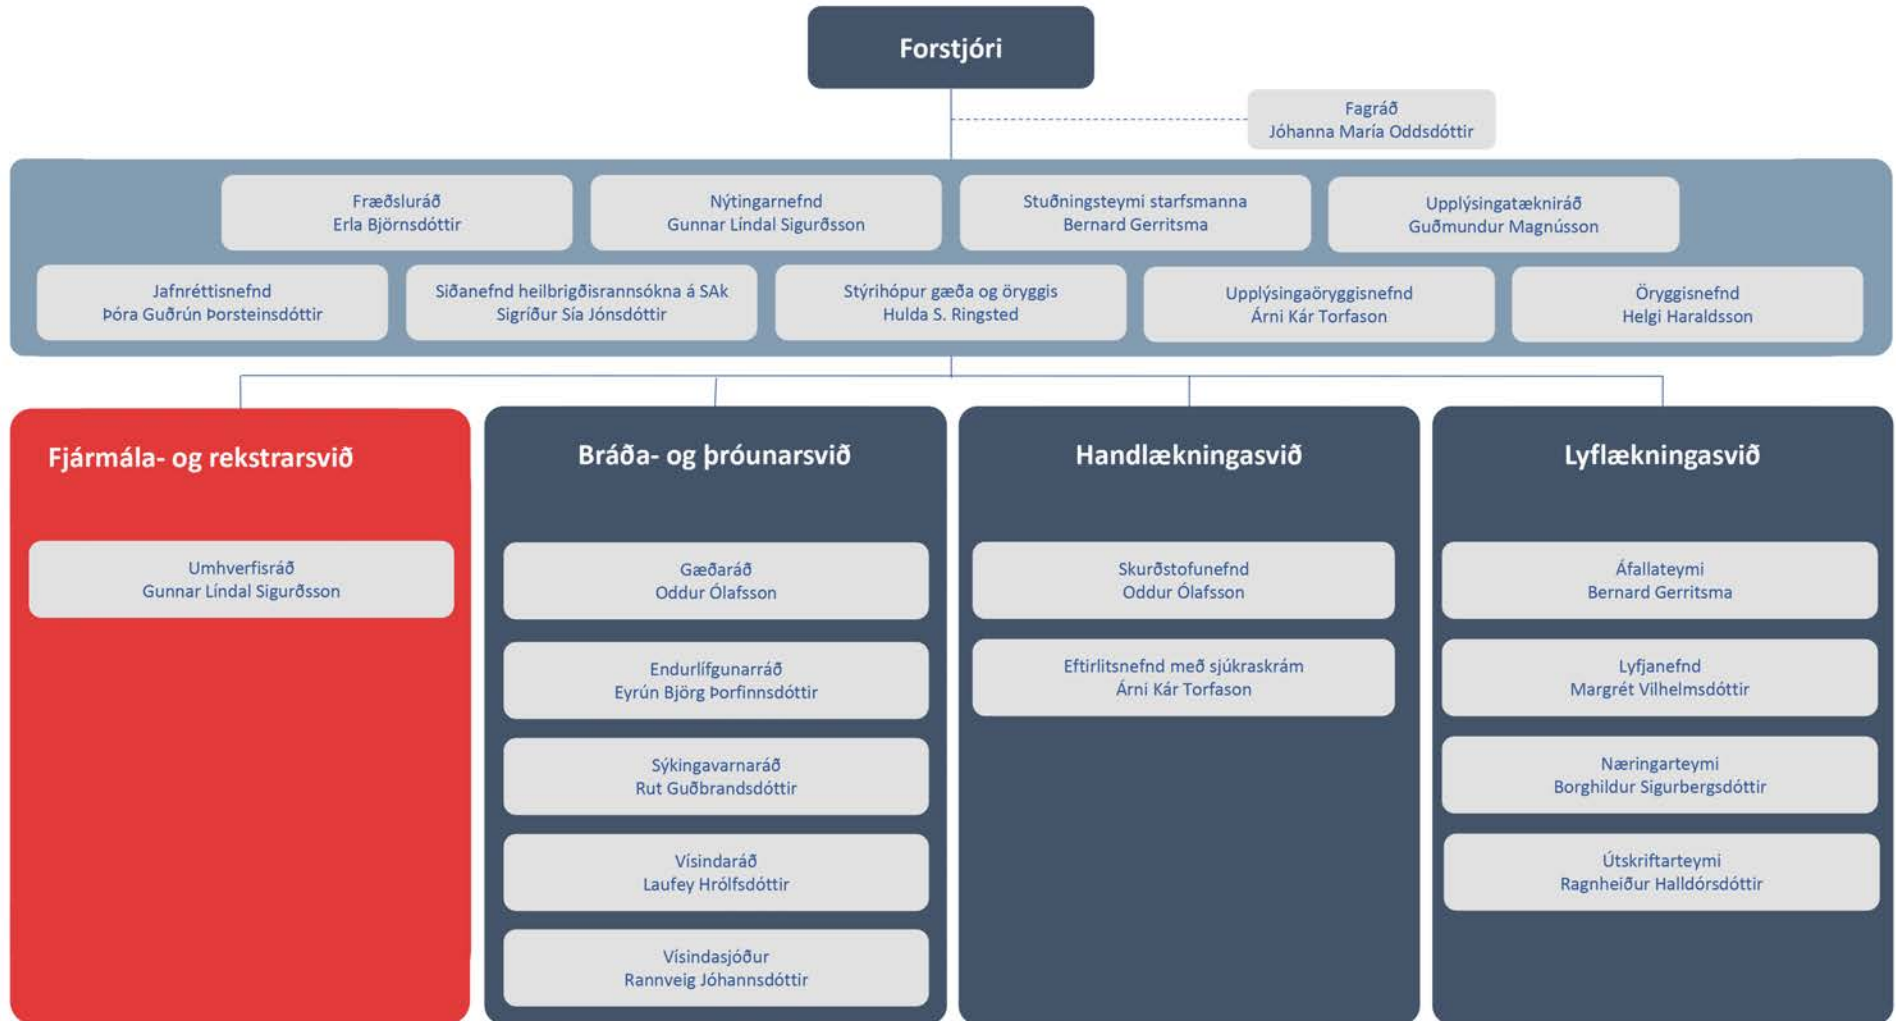 Forstjóri
Fagráð
Jóhanna María Oddsdóttir
Fræðsluráð
Erla Björnsdóttir
Nýtingarnefnd
Gunnar Líndal Sigurðsson
Stuðningsteymi starfsmanna
Bernard Gerritsma
Upplýsingatækniráð
Guðmundur Magnússon
Jafnréttisnefnd
Þóra Guðrún Þorsteinsdóttir
Siðanefnd heilbrigðisrannsókna á SAk
Sigríður Sía Jónsdóttir
Stýrihópur gæða og öryggis
Hulda S. Ringsted
Upplýsingaöryggisnefnd
Árni Kár Torfason
Öryggisnefnd
Helgi Haraldsson
Fjármála- og rekstrarsvið
Umhverfisráð
Gunnar Líndal Sigurðsson
Bráða- og þróunarsvið
Gæðaráð
Oddur Ólafsson
Endurlífgunarráð
Eyrún Björg Þorfinnsdóttir
Sýkingavarnaráð
Rut Guðbrandsdóttir
Vísindaráð
Laufey Hrólfsdóttir
Vísindasjóður
Rannveig Jóhannsdóttir
Handlækningasvið
Skurðstofunefnd
Oddur Ólafsson
Eftirlitsnefnd með sjúkraskrám
Árni Kár Torfason
Lyflækningasvið
Áfallateymi
Bernard Gerritsma
Lyfjanefnd
Margrét Vilhelmsdóttir
Næringarteymi
Borghildur Sigurbergsdóttir
Útskriftarteymi
Ragnheiður Halldórsdóttir